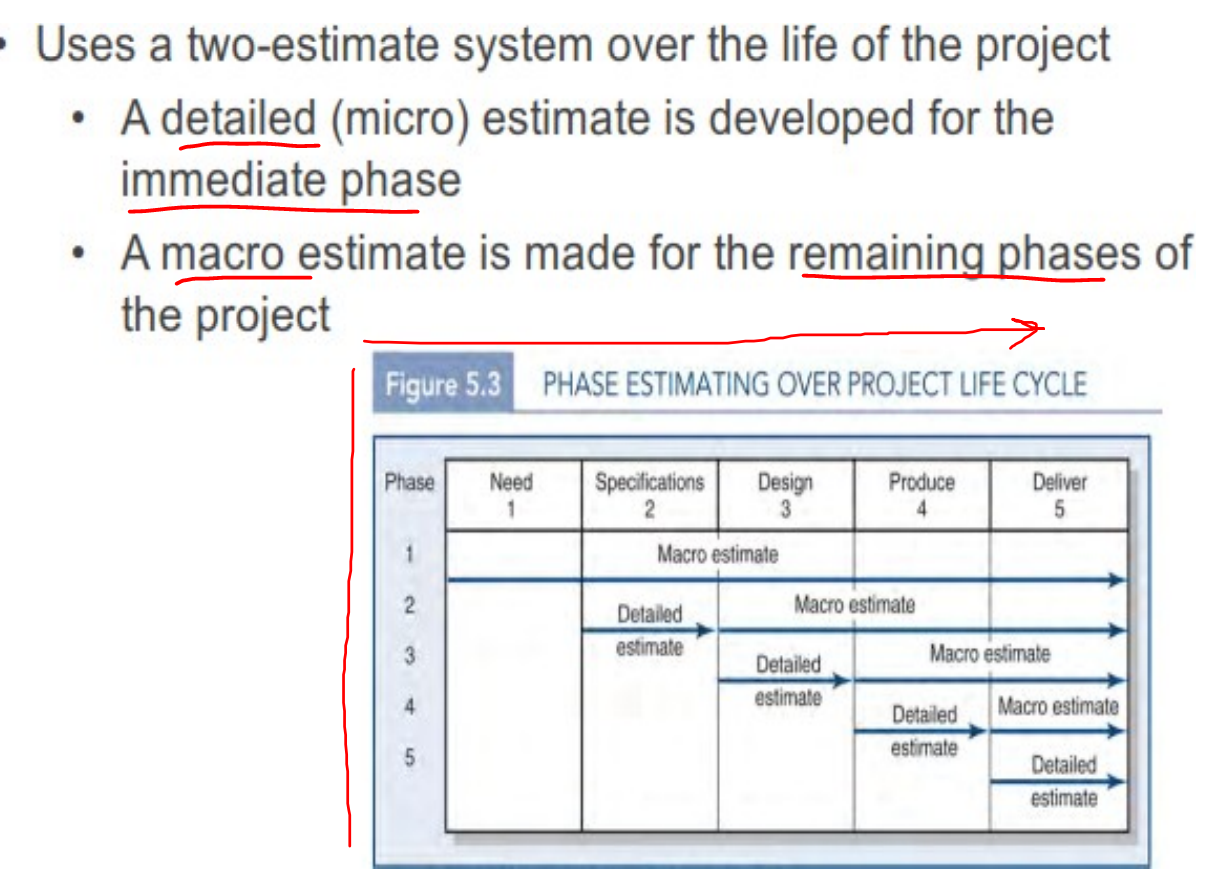 • Uses a two-estimate system over the life of the project
• A detailed (micro) estimate is developed for the
immediate phase
• A macro estimate is made for the remaining phases of
the project
Figure 5.3 PHASE ESTIMATING OVER PROJECT LIFE CYCLE
Phase Need Specifications Design Produce Deliver
1 2 3 4 5
1 Macro estimate
2 Detailed Macro estimate
estimate
3 Detailed Macro estimate
estimate
4 Detailed Macro estimate
estimate
5 Detailed
estimate